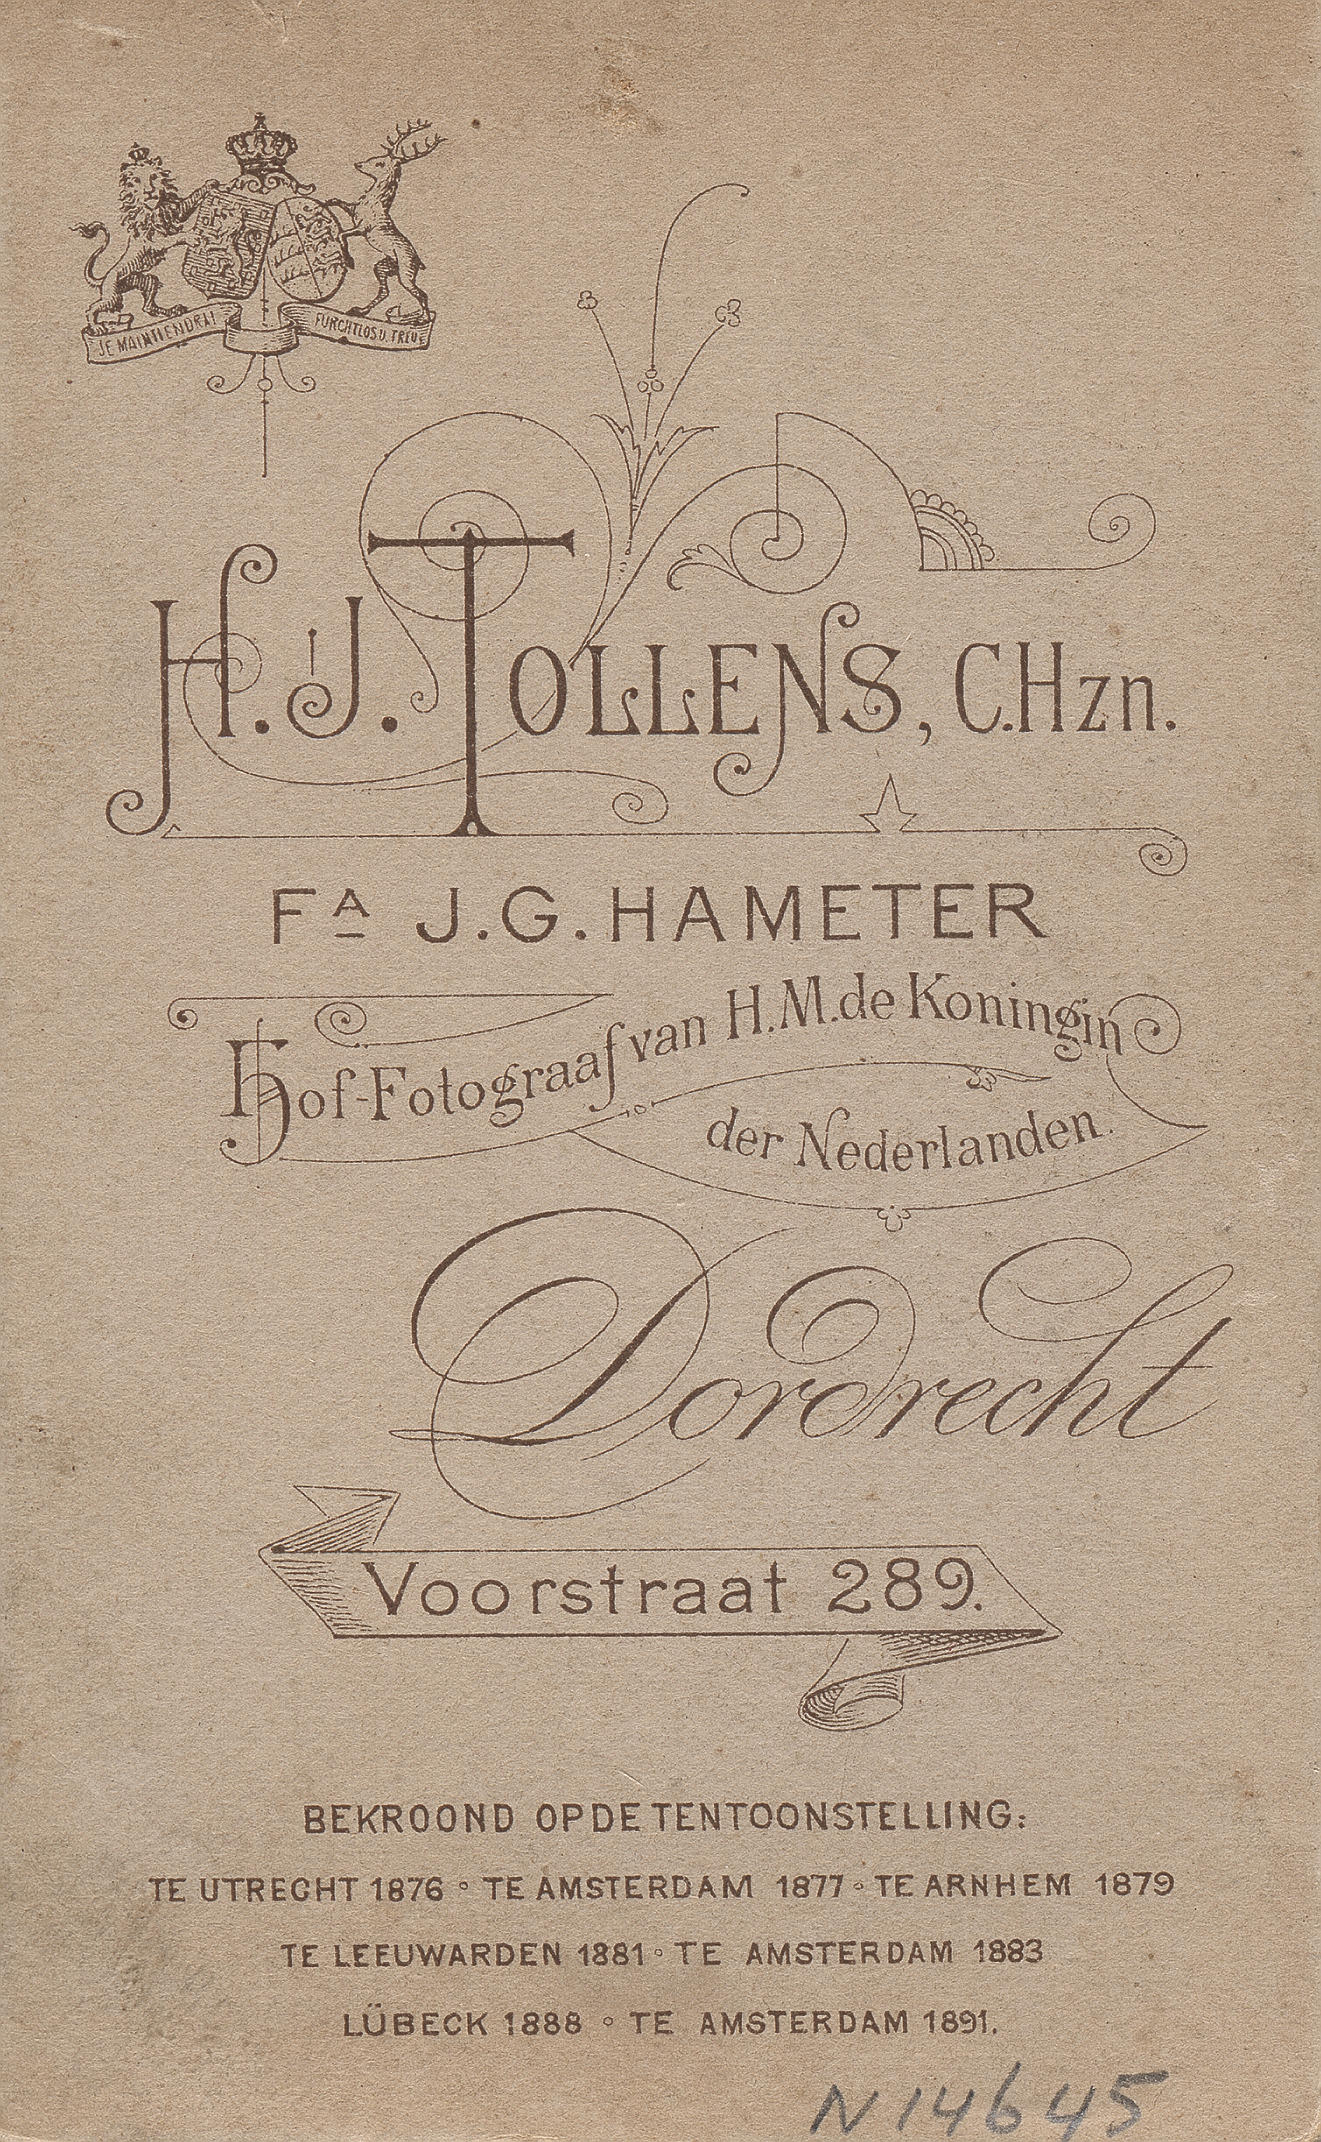 JE MAINTIENDRAI FURCHTLOS U. TREUE
H. J. TOLLENS, C.Hzn.
FA J.G. HAMETER
Hof-Fotograaf van H.M. de Koningin
der Nederlanden.
Dordrecht
Voorstraat 289.
BEKROOND OP DE TENTOONSTELLING:
TE UTRECHT 1876 ° TE AMSTERDAM 1877 ° TE ARNHEM 1879
TE LEEUWARDEN 1881 ° TE AMSTERDAM 1883
LÜBECK 1888 ° TE AMSTERDAM 1891.
N 14645